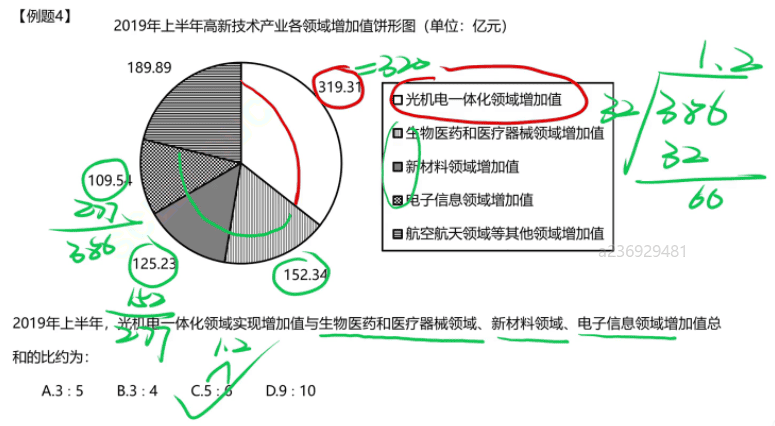 【例题4】
2019年上半年高新技术产业各领域增加值饼形图（单位：亿元）
189.89
319.31
=320
光机电一体化领域增加值
生物医药和医疗器械领域增加值
新材料领域增加值
电子信息领域增加值
航空航天领域等其他领域增加值
109.54
277
386
125.23
152
277
152.34
1.2
32
386
32
60
a236929481
2019年上半年，光机电一体化领域实现增加值与生物医药和医疗器械领域、新材料领域、电子信息领域增加值总
和的比约为：
1.2
A.3：5 B.3：4 C.5：6 D.9：10